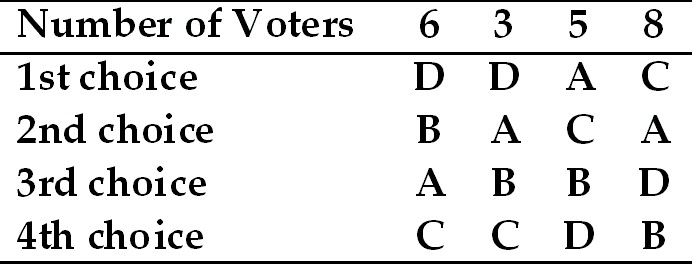 Number of Voters 6 3 5 8
1st choice D D A C
2nd choice B A C A
3rd choice A B B D
4th choice C C D B